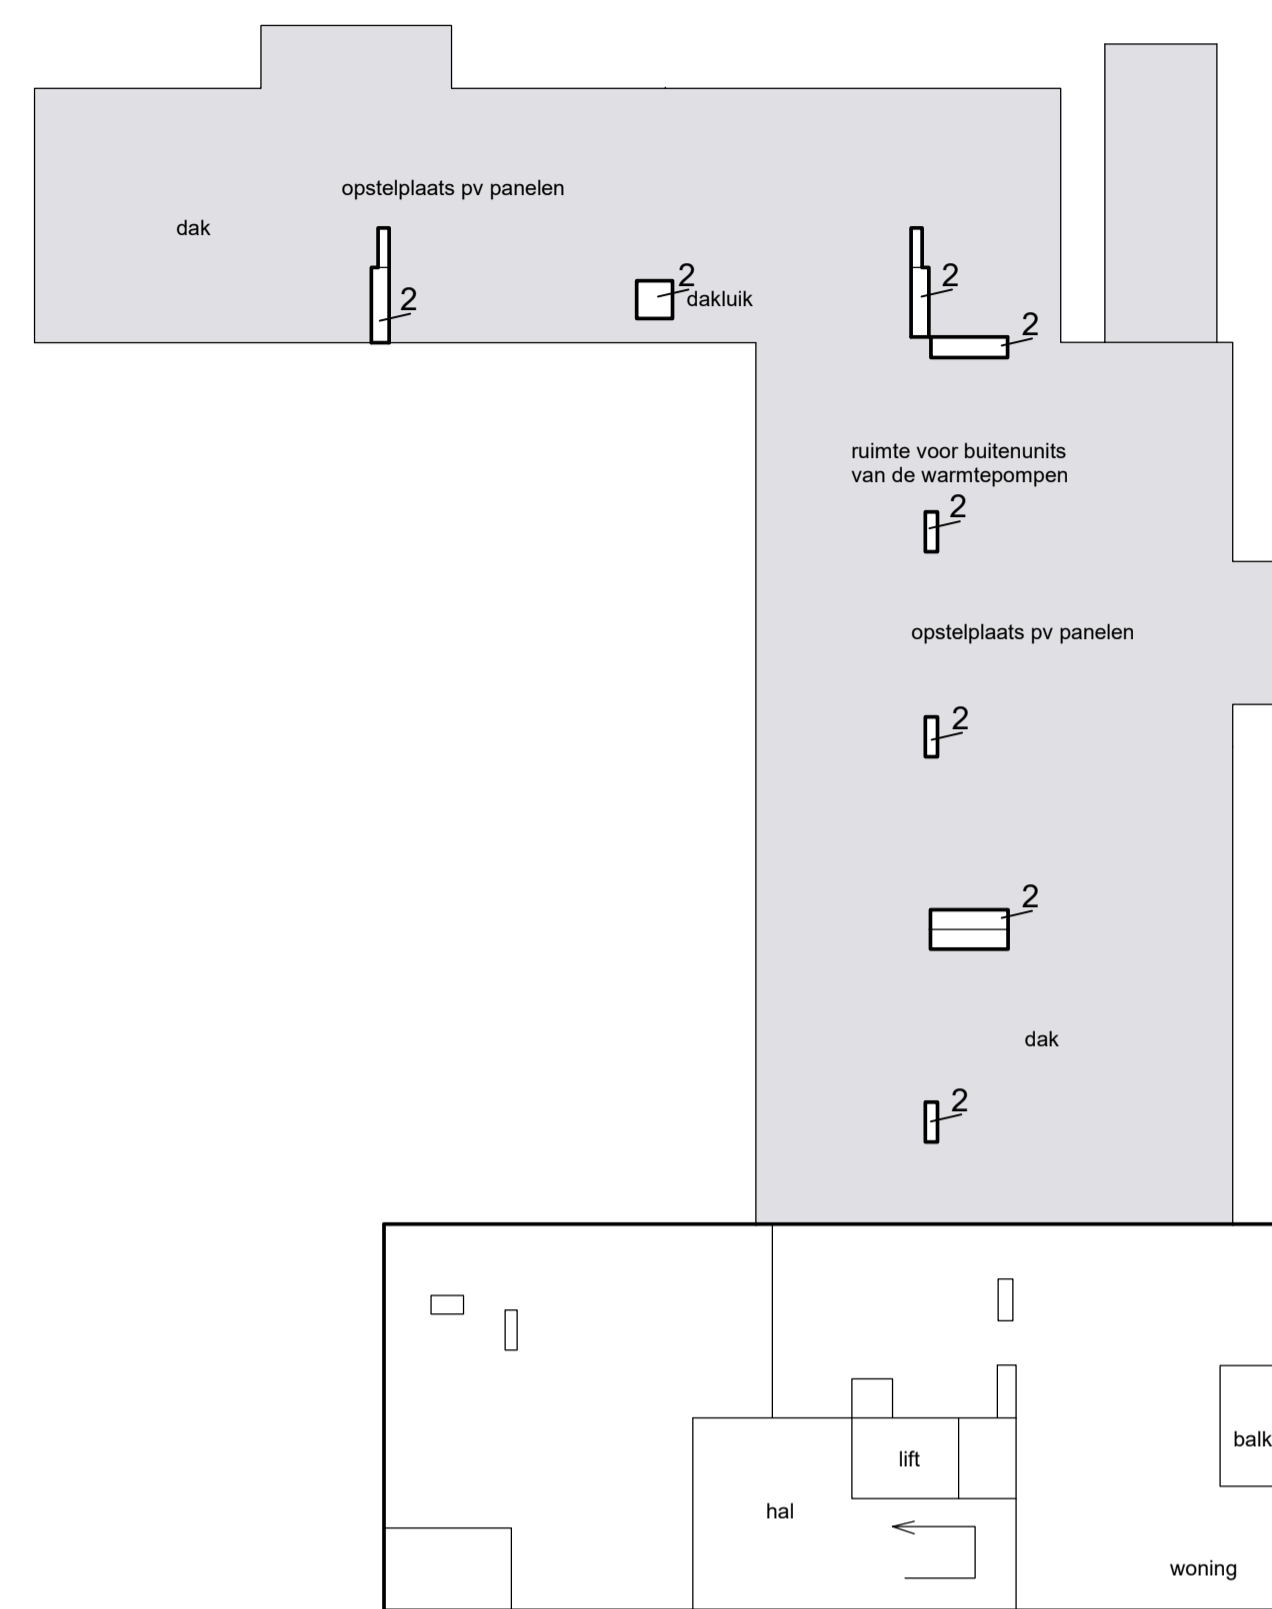 opstelplaats pv panelen
dak
2
2
dakluik
2
2
ruimte voor buitenunits
van de warmtepompen
2
opstelplaats pv panelen
2
2
dak
2
balk
lift
hal
woning